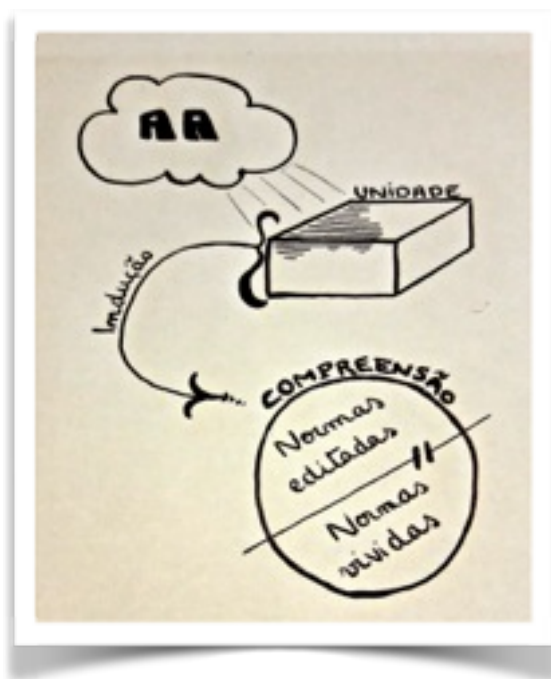 AA
UNIDADE
Indução
COMPREENSÃO
Normas
editadas
Normas
vividas